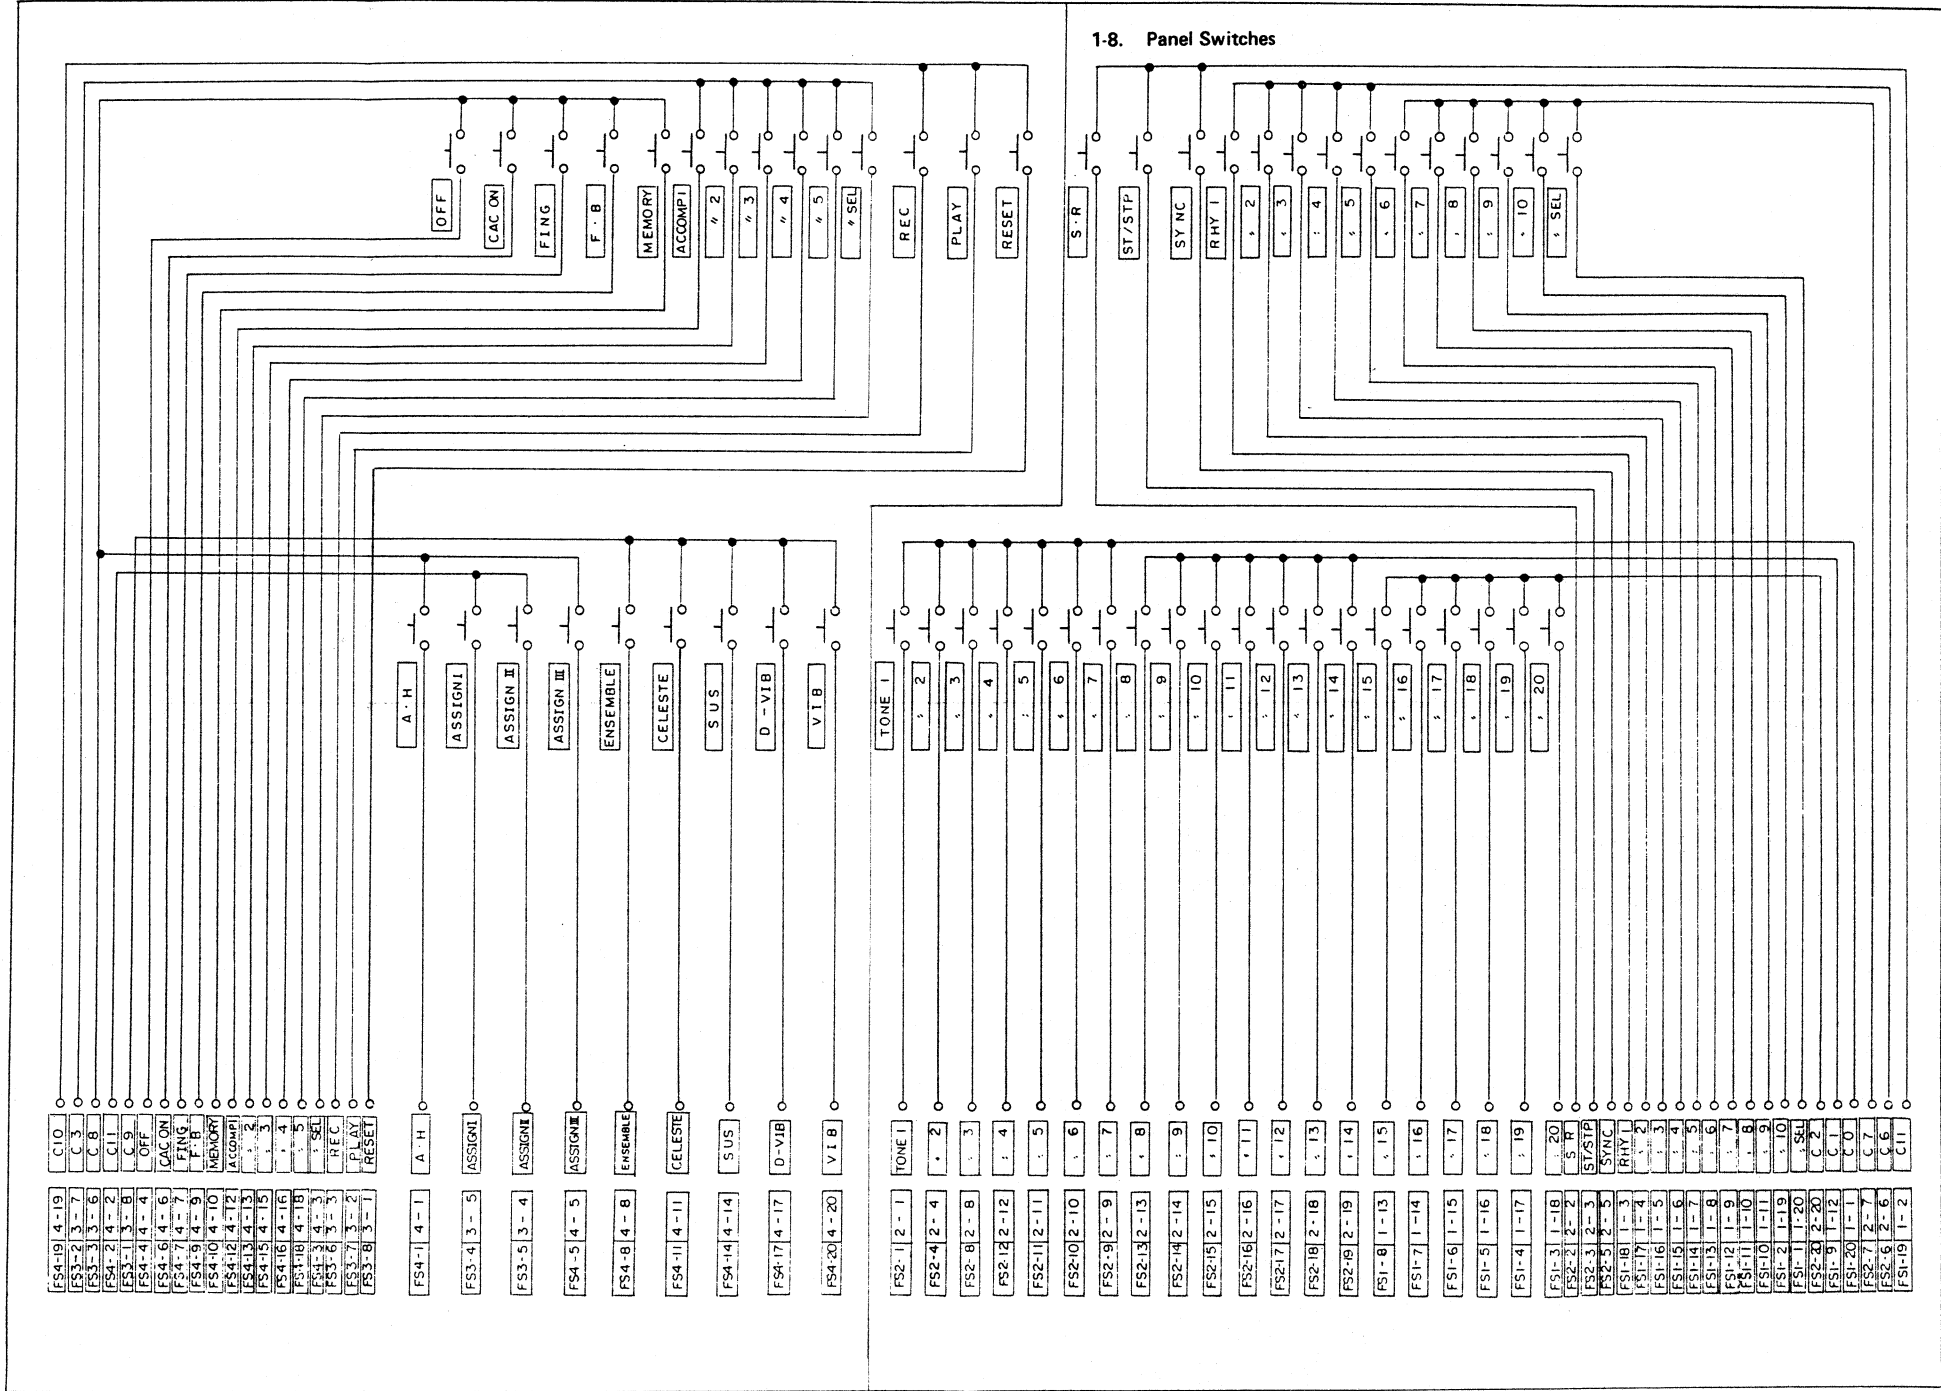 1-8. Panel Switches
OFF
CAC ON
FING
F・B
MEMORY
ACCOMP1
〃 2
〃 3
〃 4
〃 5
〃 SEL
REC
PLAY
RESET
S・R
ST/STP
SYNC
RHY 1
〃 2
〃 3
〃 4
〃 5
〃 6
〃 7
〃 8
〃 9
〃 10
〃 SEL
A・H
ASSIGN I
ASSIGN II
ASSIGN III
ENSEMBLE
CELESTE
SUS
D-VIB
VIB
TONE 1
〃 2
〃 3
〃 4
〃 5
〃 6
〃 7
〃 8
〃 9
〃 10
〃 11
〃 12
〃 13
〃 14
〃 15
〃 16
〃 17
〃 18
〃 19
〃 20
FS4-19 4-19 C10
FS3-2 3-7 C3
FS3-3 3-6 C8
FS4-2 4-2 C11
FS3-1 3-8 C9
FS4-4 4-4 OFF
FS4-6 4-6 CAC ON
FS4-7 4-7 FING
FS4-9 4-9 F・B
FS4-10 4-10 MEMORY
FS4-12 4-12 ACCOMP1
FS4-13 4-13 〃 2
FS4-15 4-15 〃 3
FS4-16 4-16 〃 4
FS4-18 4-18 〃 5
FS4-3 4-3 〃 SEL
FS3-6 3-3 REC
FS3-7 3-2 PLAY
FS3-8 3-1 RESET
FS4-1 4-1 A・H
FS3-4 3-5 ASSIGN I
FS3-5 3-4 ASSIGN II
FS4-5 4-5 ASSIGN III
FS4-8 4-8 ENSEMBLE
FS4-11 4-11 CELESTE
FS4-14 4-14 SUS
FS4-17 4-17 D-VIB
FS4-20 4-20 VIB
FS2-1 2-1 TONE 1
FS2-4 2-4 〃 2
FS2-8 2-8 〃 3
FS2-12 2-12 〃 4
FS2-11 2-11 〃 5
FS2-10 2-10 〃 6
FS2-9 2-9 〃 7
FS2-13 2-13 〃 8
FS2-14 2-14 〃 9
FS2-15 2-15 〃 10
FS2-16 2-16 〃 11
FS2-17 2-17 〃 12
FS2-18 2-18 〃 13
FS2-19 2-19 〃 14
FS1-8 1-13 〃 15
FS1-7 1-14 〃 16
FS1-6 1-15 〃 17
FS1-5 1-16 〃 18
FS1-4 1-17 〃 19
FS1-3 1-18 〃 20
FS2-2 2-2 S・R
FS2-3 2-3 ST/STP
FS2-5 2-5 SYNC
FS1-18 1-3 RHY 1
FS1-17 1-4 〃 2
FS1-16 1-5 〃 3
FS1-15 1-6 〃 4
FS1-14 1-7 〃 5
FS1-13 1-8 〃 6
FS1-12 1-9 〃 7
FS1-11 1-10 〃 8
FS1-10 1-11 〃 9
FS1-2 1-19 〃 10
FS1-1 1-20 〃 SEL
FS2-20 2-20 C2
FS1-9 1-12 C1
FS1-20 1-1 C0
FS2-7 2-7 C7
FS2-6 2-6 C6
FS1-19 1-2 C11